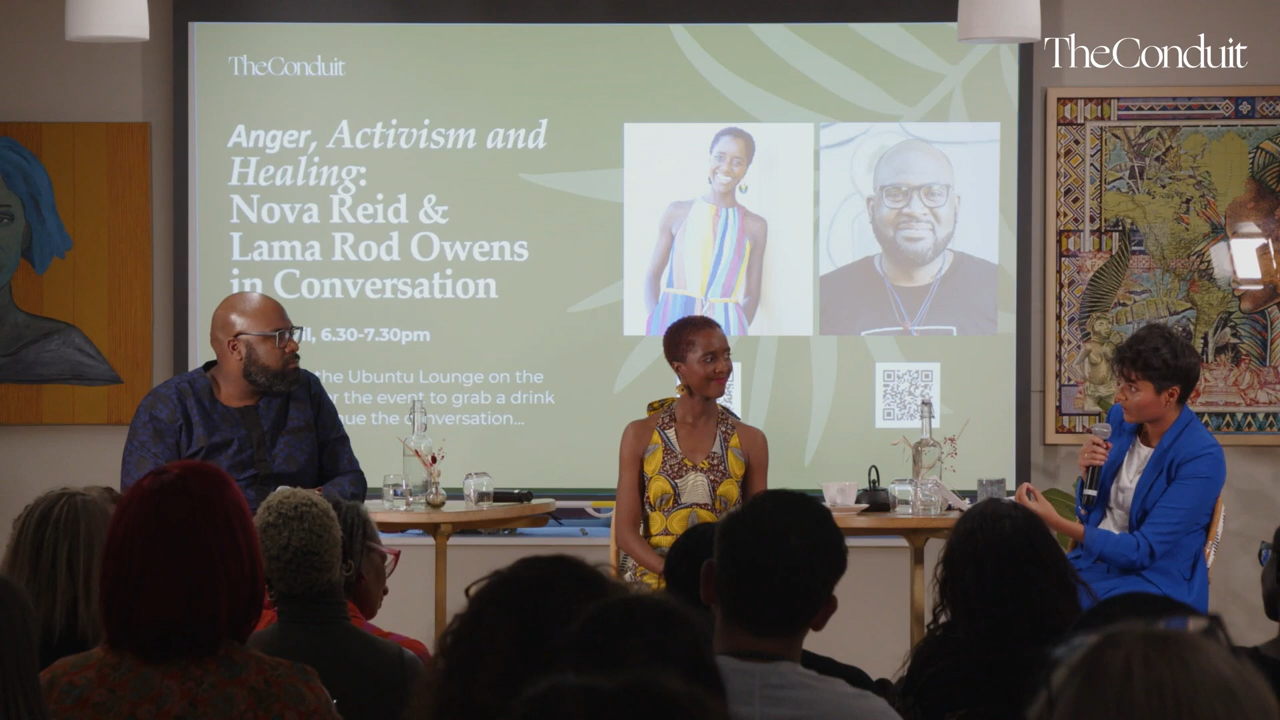 TheConduit
TheConduit
Anger, Activism and
Healing:
Nova Reid &
Lama Rod Owens
in Conversation
6.30-7.30pm
the Ubuntu Lounge on the
the event to grab a drink
the conversation...